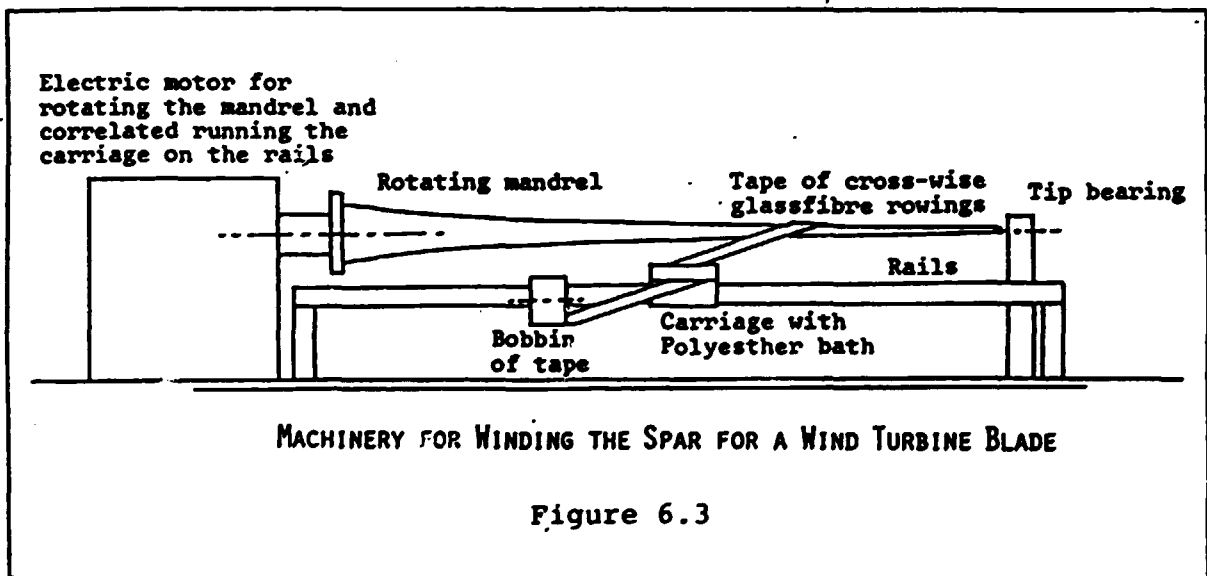 Electric motor for
rotating the mandrel and
correlated running the
carriage on the rails
Rotating mandrel
Tape of cross-wise
glassfibre rowings
Tip bearing
Rails
Bobbin
of tape
Carriage with
Polyesther bath
MACHINERY FOR WINDING THE SPAR FOR A WIND TURBINE BLADE
Figure 6.3